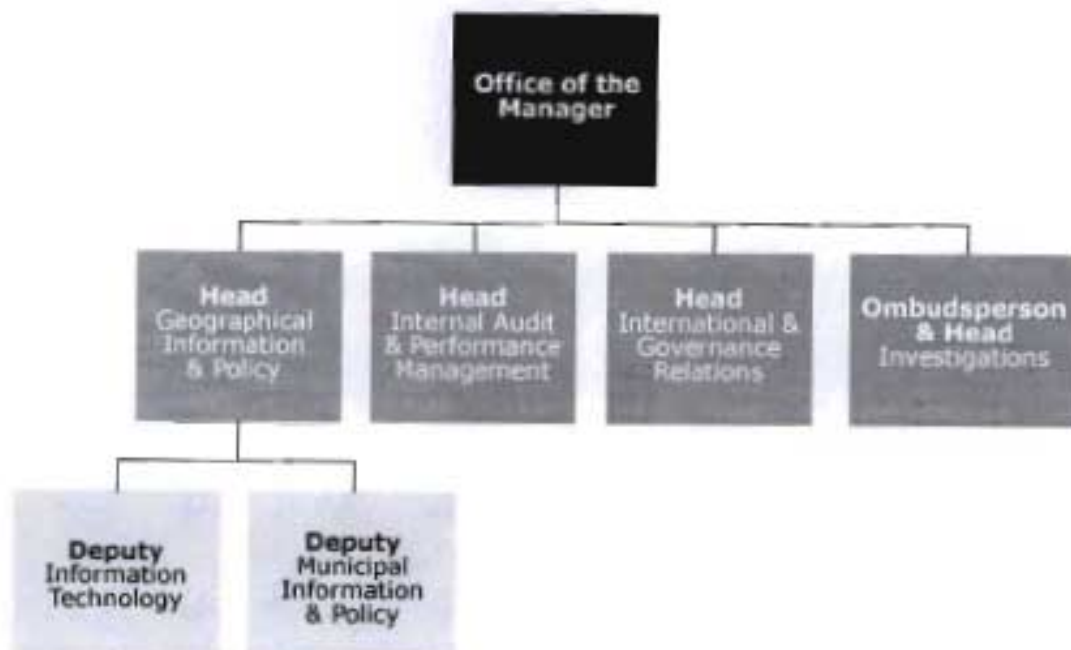 Office of the
Manager
Head
Geographical
Information
& Policy
Head
Internal Audit
& Performance
Management
Head
International &
Governance
Relations
Ombudsperson
& Head
Investigations
Deputy
Information
Technology
Deputy
Municipal
Information
& Policy